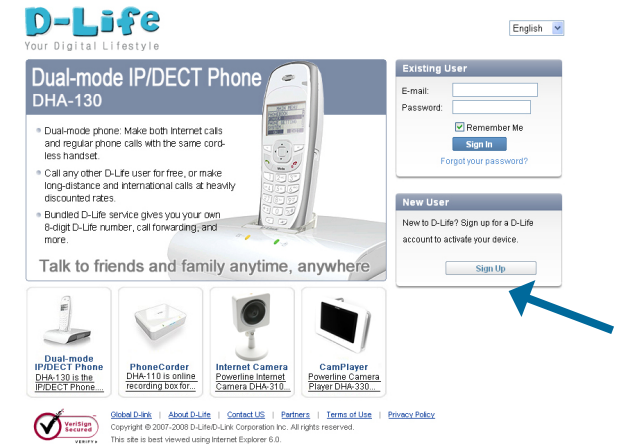 D-Life
Your Digital Lifestyle
English
Dual-mode IP/DECT Phone
DHA-130
Dual-mode phone: Make both Internet calls
and regular phone calls with the same cord-
less handset.
Call any other D-Life user for free, or make
long-distance and international calls at heavily
discounted rates.
Bundled D-Life service gives you your own
8-digit D-Life number, call forwarding, and
more.
Talk to friends and family anytime, anywhere
Existing User
E-mail:
Password:
Remember Me
Sign In
Forgot your password?
New User
New to D-Life? Sign up for a D-Life
account to activate your device.
Sign Up
Dual-mode
IP/DECT Phone
DHA-130 is the
IP/DECT Phone....
PhoneCorder
DHA-110 is online
recording box for...
Internet Camera
Powerline Internet
Camera DHA-310...
CamPlayer
Powerline Camera
Player DHA-330...
VeriSign
Secured
VERIFY
Global D-link | About D-Life | Contact US | Partners | Terms of Use | Privacy Policy
Copyright © 2007-2008 D-Life/D-Link Corporation Inc. All rights reserved.
This site is best viewed using Internet Explorer 6.0.